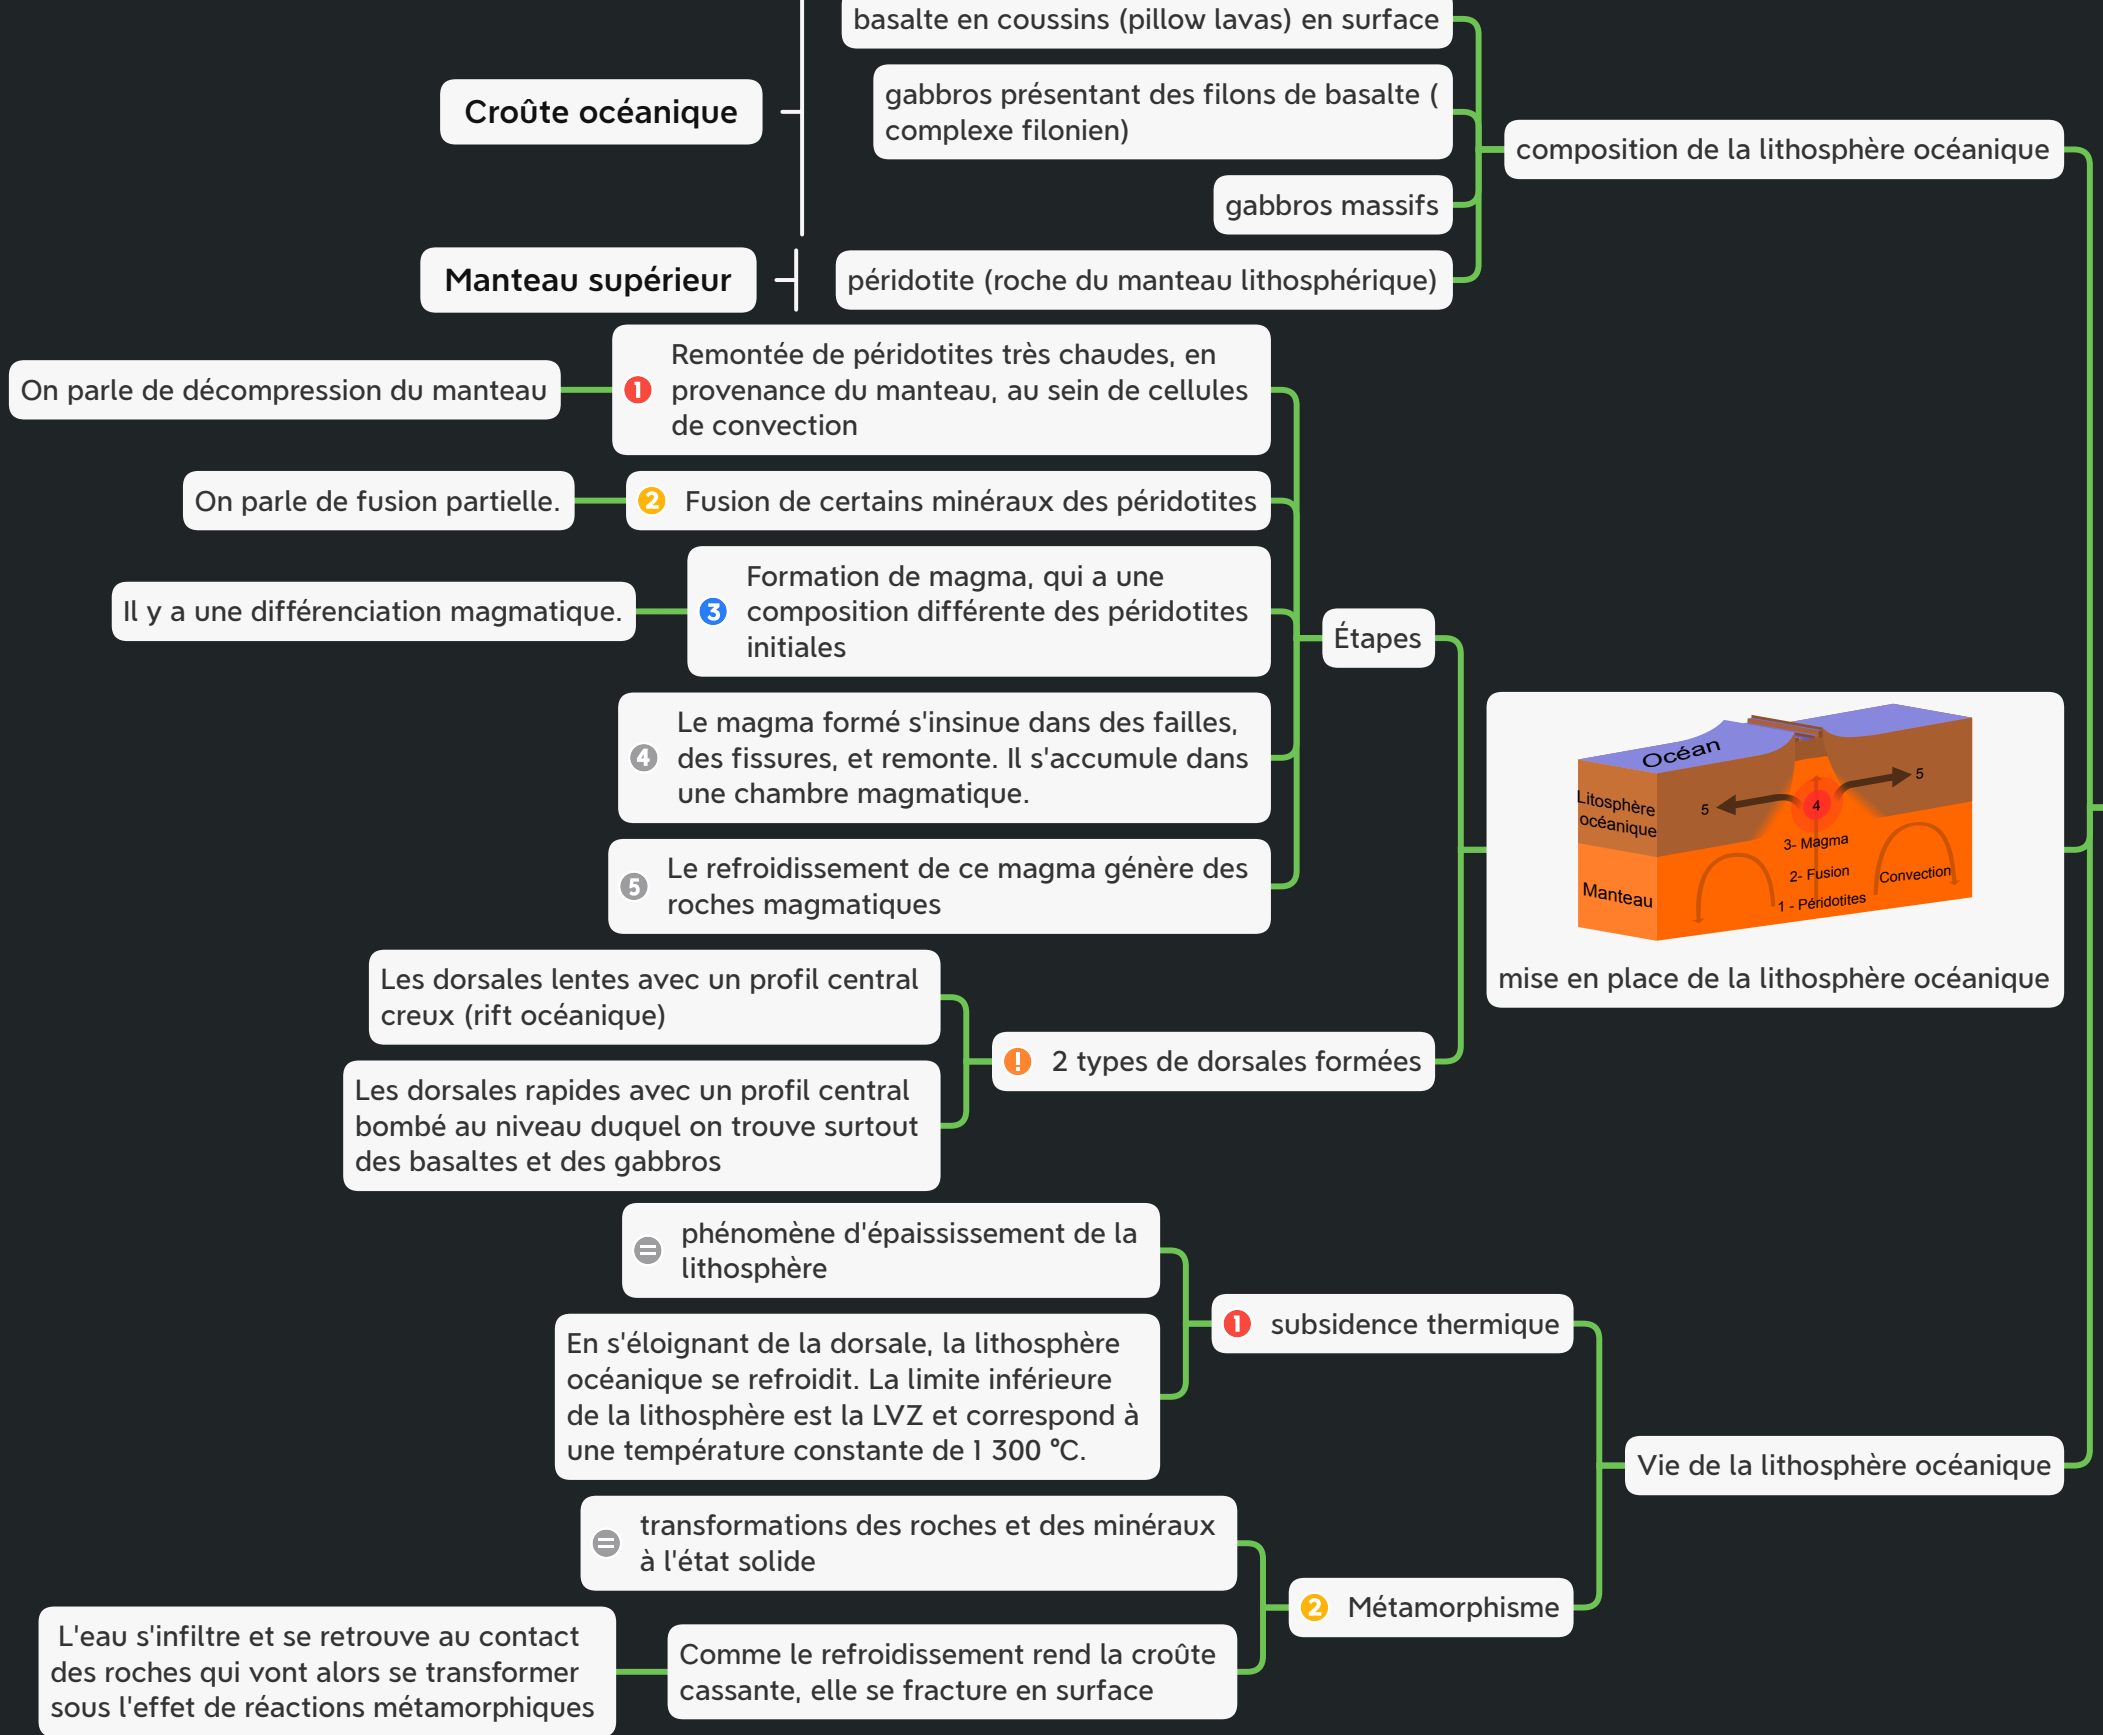 basalte en coussins (pillow lavas) en surface
gabbros présentant des filons de basalte (
complexe filonien)
gabbros massifs
Croûte océanique
composition de la lithosphère océanique
péridotite (roche du manteau lithosphérique)
Manteau supérieur
On parle de décompression du manteau
1
Remontée de péridotites très chaudes, en
provenance du manteau, au sein de cellules
de convection
On parle de fusion partielle.
2 Fusion de certains minéraux des péridotites
Il y a une différenciation magmatique.
3
Formation de magma, qui a une
composition différente des péridotites
initiales
Étapes
4
Le magma formé s'insinue dans des failles,
des fissures, et remonte. Il s'accumule dans
une chambre magmatique.
5
Le refroidissement de ce magma génère des
roches magmatiques
Océan
Litosphère
océanique
Manteau
5
4
5
3- Magma
2- Fusion
1 - Péridotites
Convection
mise en place de la lithosphère océanique
Les dorsales lentes avec un profil central
creux (rift océanique)
! 2 types de dorsales formées
Les dorsales rapides avec un profil central
bombé au niveau duquel on trouve surtout
des basaltes et des gabbros
=
phénomène d'épaississement de la
lithosphère
1 subsidence thermique
En s'éloignant de la dorsale, la lithosphère
océanique se refroidit. La limite inférieure
de la lithosphère est la LVZ et correspond à
une température constante de 1 300 °C.
Vie de la lithosphère océanique
=
transformations des roches et des minéraux
à l'état solide
2 Métamorphisme
Comme le refroidissement rend la croûte
cassante, elle se fracture en surface
L'eau s'infiltre et se retrouve au contact
des roches qui vont alors se transformer
sous l'effet de réactions métamorphiques